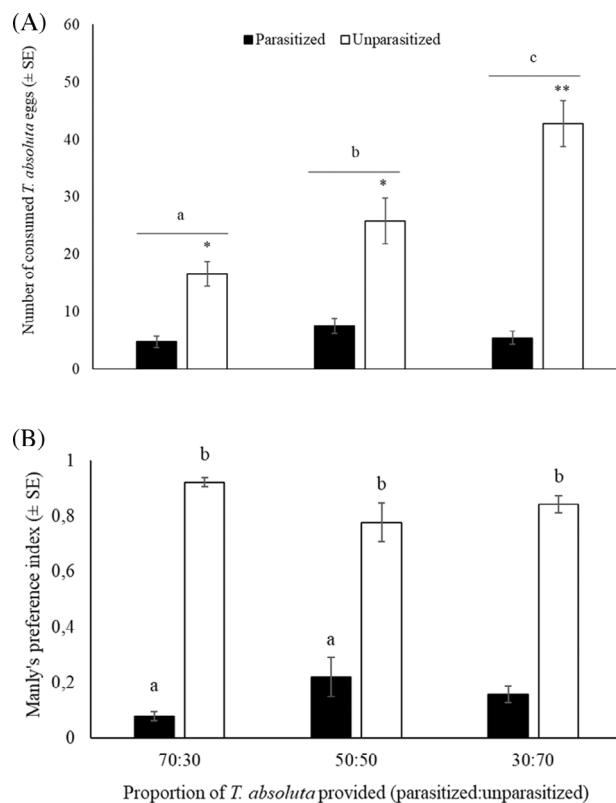 (A)
Number of consumed T. absoluta eggs (± SE)
60
50
40
30
20
10
0
Parasitized Unparasitized
a
*
b
*
c
**
(B)
Manly's preference index (± SE)
1
0,8
0,6
0,4
0,2
0
a
b
a
b
b
70:30 50:50 30:70
Proportion of T. absoluta provided (parasitized:unparasitized)